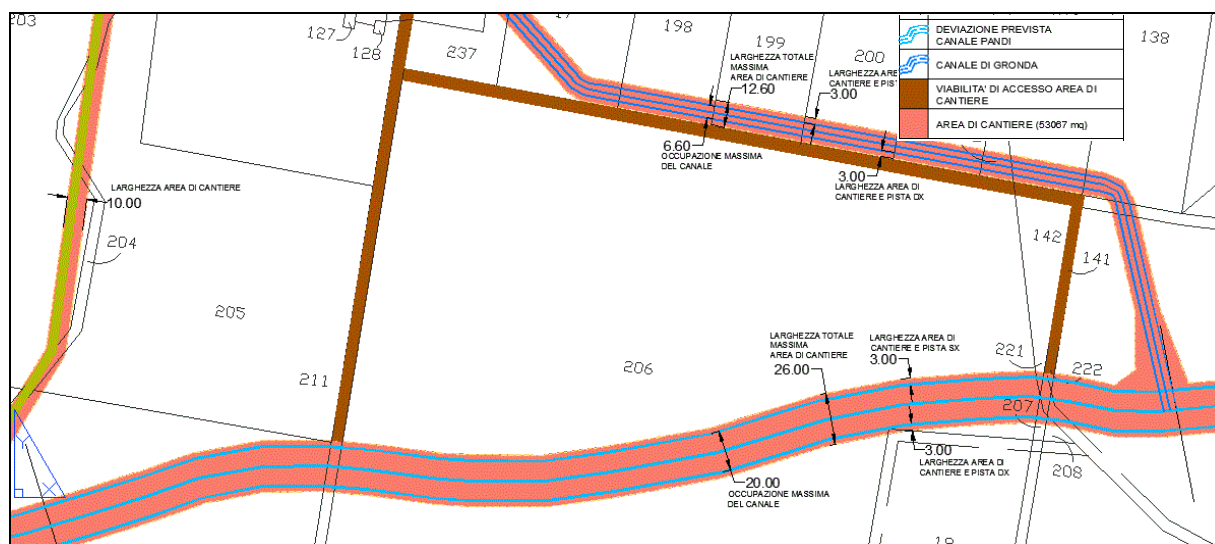 203
127
128
237
198
199
200
138
DEVIAZIONE PREVISTA
CANALE PANDI
CANALE DI GRONDA
VIABILITA' DI ACCESSO AREA DI
CANTIERE
AREA DI CANTIERE (53067 mq)
LARGHEZZA TOTALE
MASSIMA
AREA DI CANTIERE
12.60
LARGHEZZA ARE
CANTIERE E PIST
3.00
6.60
OCCUPAZIONE MASSIMA
DEL CANALE
3.00
LARGHEZZA AREA DI
CANTIERE E PISTA DX
LARGHEZZA AREA DI CANTIERE
10.00
204
205
142
141
211
206
LARGHEZZA TOTALE
MASSIMA
AREA DI CANTIERE
26.00
LARGHEZZA AREA DI
CANTIERE E PISTA SX
3.00
221
222
207
208
3.00
LARGHEZZA AREA DI
CANTIERE E PISTA DX
20.00
OCCUPAZIONE MASSIMA
DEL CANALE
Y
X